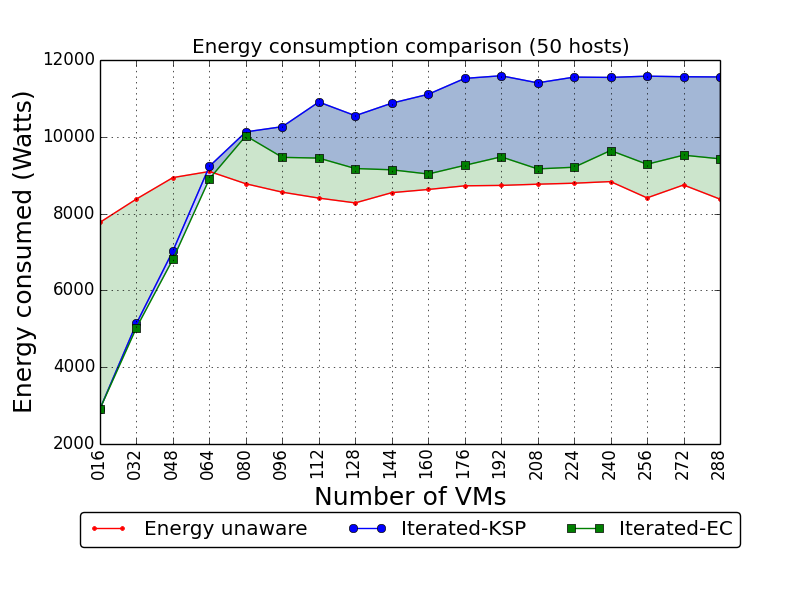 Energy consumption comparison (50 hosts)
Energy consumed (Watts)
12000
10000
8000
6000
4000
2000
016 032 048 064 080 096 112 128 144 160 176 192 208 224 240 256 272 288
Number of VMs
Energy unaware Iterated-KSP Iterated-EC